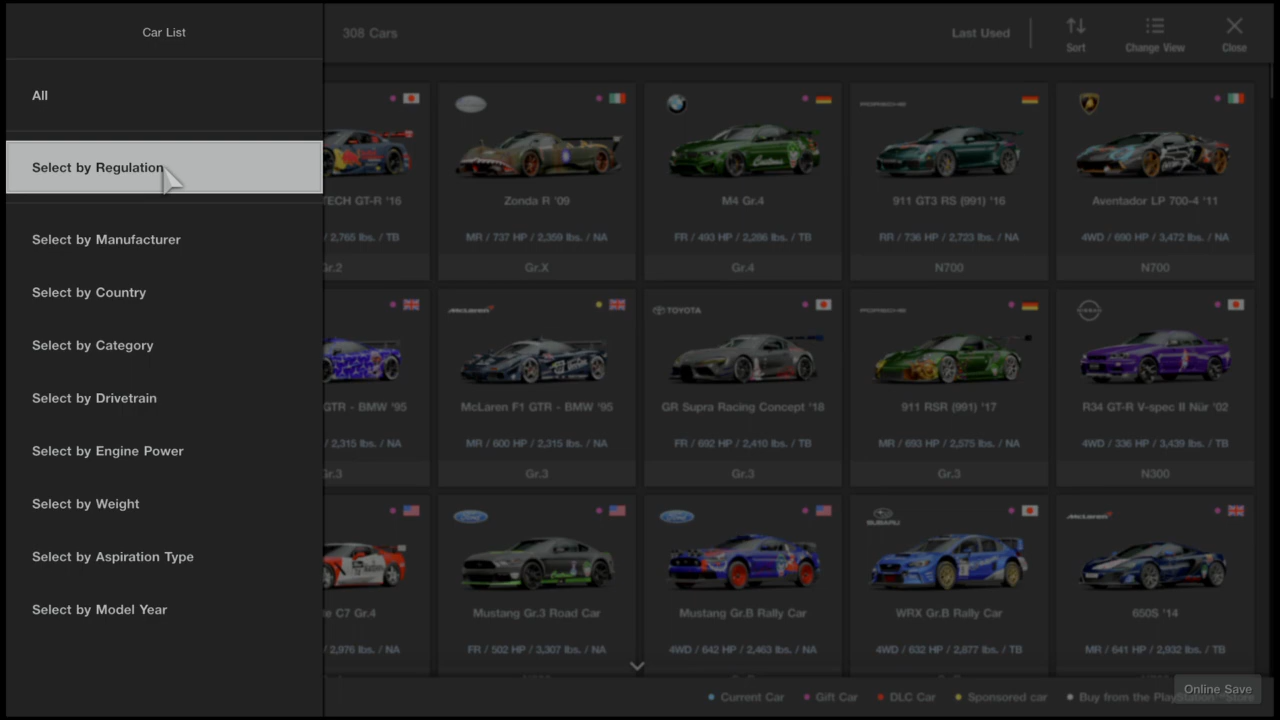 Car List
All
Select by Regulation
Select by Manufacturer
Select by Country
Select by Category
Select by Drivetrain
Select by Engine Power
Select by Weight
Select by Aspiration Type
Select by Model Year
308 Cars
Last Used
Sort
Change View
Close
TECH GT-R '16
/ 2,765 lbs. / TB
Gr.2
Zonda R '09
MR / 737 HP / 2,359 lbs. / NA
Gr.X
M4 Gr.4
FR / 493 HP / 2,286 lbs. / TB
Gr.4
PORSCHE
911 GT3 RS (991) '16
RR / 736 HP / 2,723 lbs. / NA
N700
Aventador LP 700-4 '11
4WD / 690 HP / 3,472 lbs. / NA
N700
GTR - BMW '95
/ 2,315 lbs. / NA
Gr.3
McLaren
McLaren F1 GTR - BMW '95
MR / 600 HP / 2,315 lbs. / NA
Gr.3
TOYOTA
GR Supra Racing Concept '18
FR / 692 HP / 2,410 lbs. / TB
Gr.3
PORSCHE
911 RSR (991) '17
MR / 693 HP / 2,575 lbs. / NA
Gr.3
R34 GT-R V-spec II Nür '02
4WD / 336 HP / 3,439 lbs. / TB
N300
te C7 Gr.4
/ 2,976 lbs. / NA
Ford
Mustang Gr.3 Road Car
FR / 502 HP / 3,307 lbs. / NA
Ford
Mustang Gr.B Rally Car
4WD / 642 HP / 2,463 lbs. / NA
SUBARU
WRX Gr.B Rally Car
4WD / 632 HP / 2,877 lbs. / TB
McLaren
650S '14
MR / 641 HP / 2,932 lbs. / TB
Current Car
Gift Car
DLC Car
Sponsored car
Buy from the PlayStation™Store
Online Save